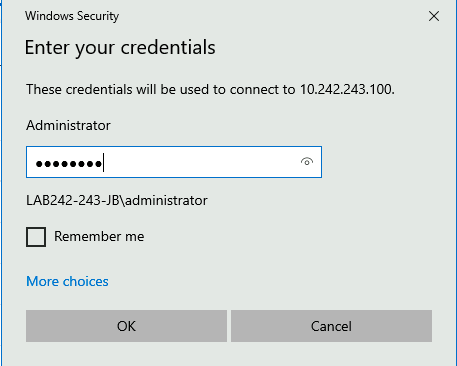 Windows Security
Enter your credentials
These credentials will be used to connect to 10.242.243.100.
Administrator
●●●●●●●●
LAB242-243-JB\administrator
Remember me
More choices
OK
Cancel